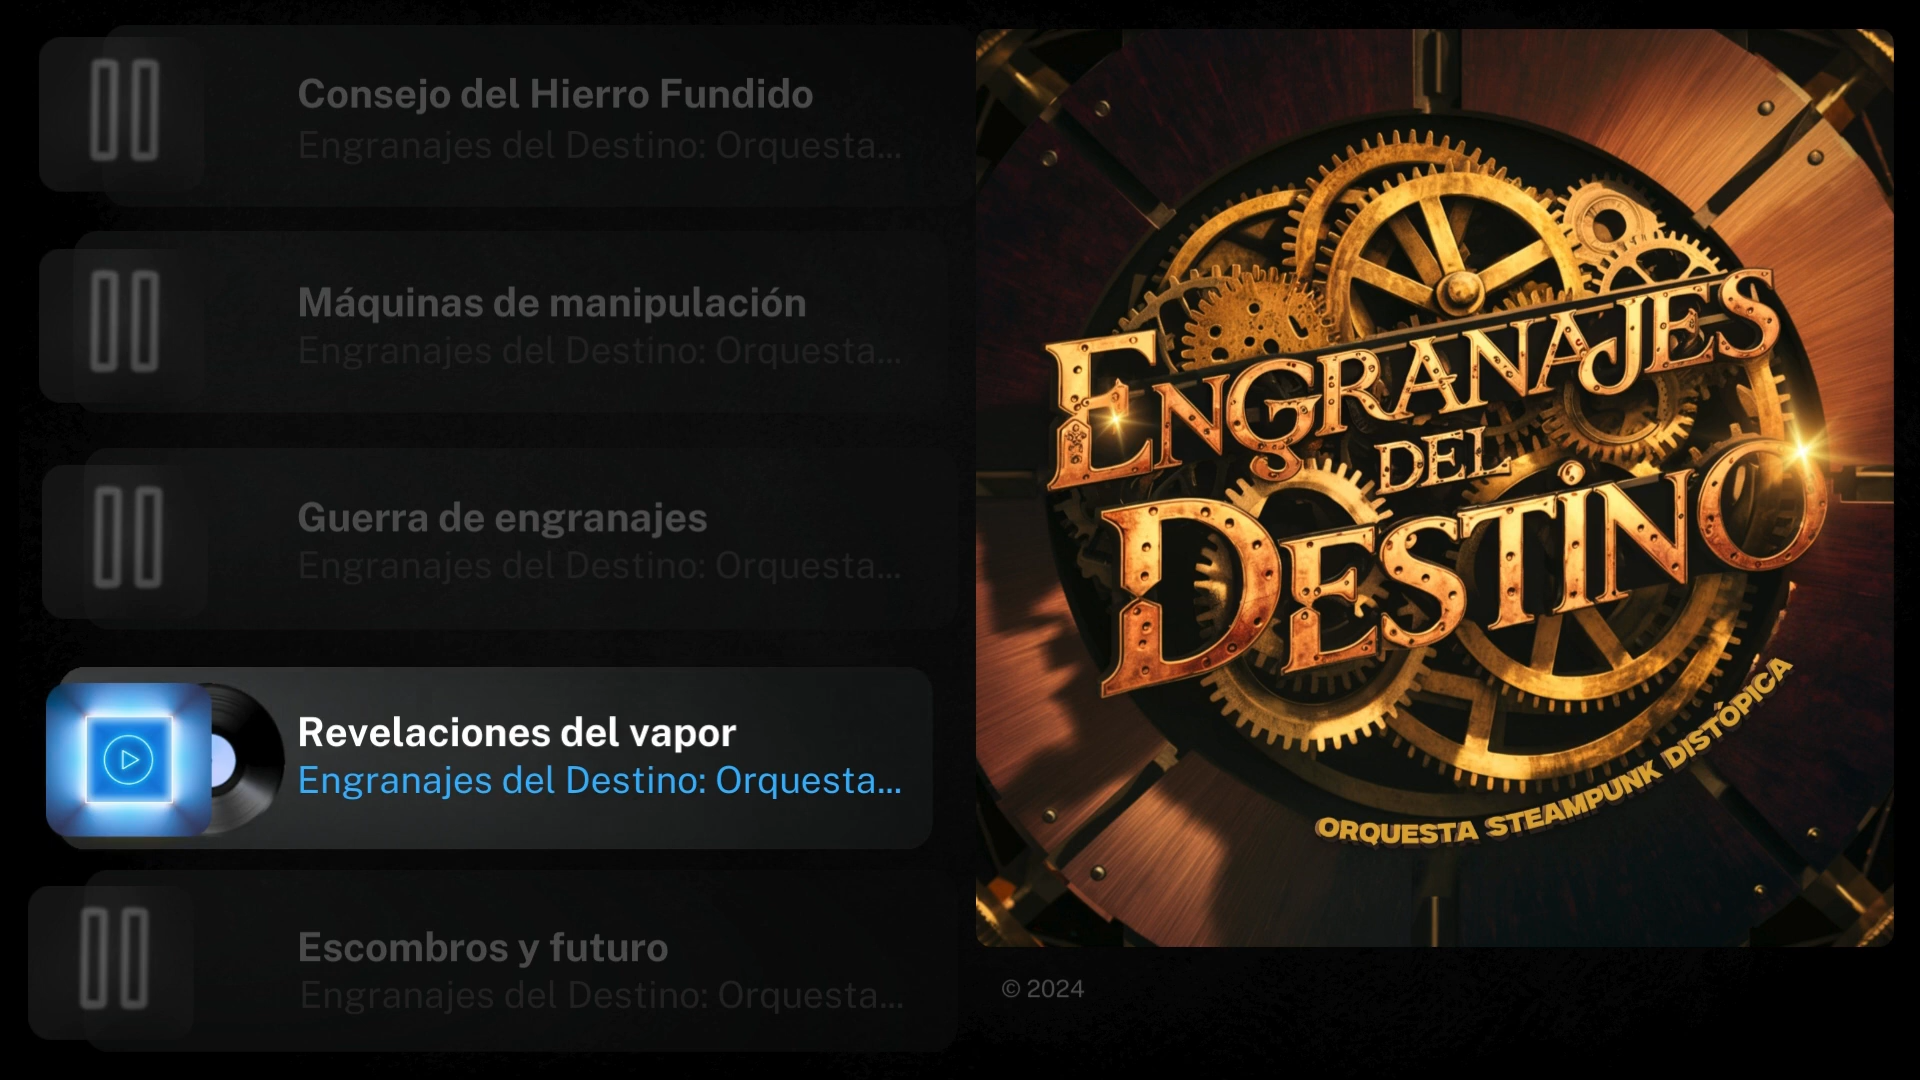 Consejo del Hierro Fundido
Engranajes del Destino: Orquesta...
Máquinas de manipulación
Engranajes del Destino: Orquesta...
Guerra de engranajes
Engranajes del Destino: Orquesta...
Revelaciones del vapor
Engranajes del Destino: Orquesta...
Escombros y futuro
Engranajes del Destino: Orquesta...
ENGRANAJES
DEL
DESTINO
ORQUESTA STEAMPUNK DISTÓPICA
© 2024